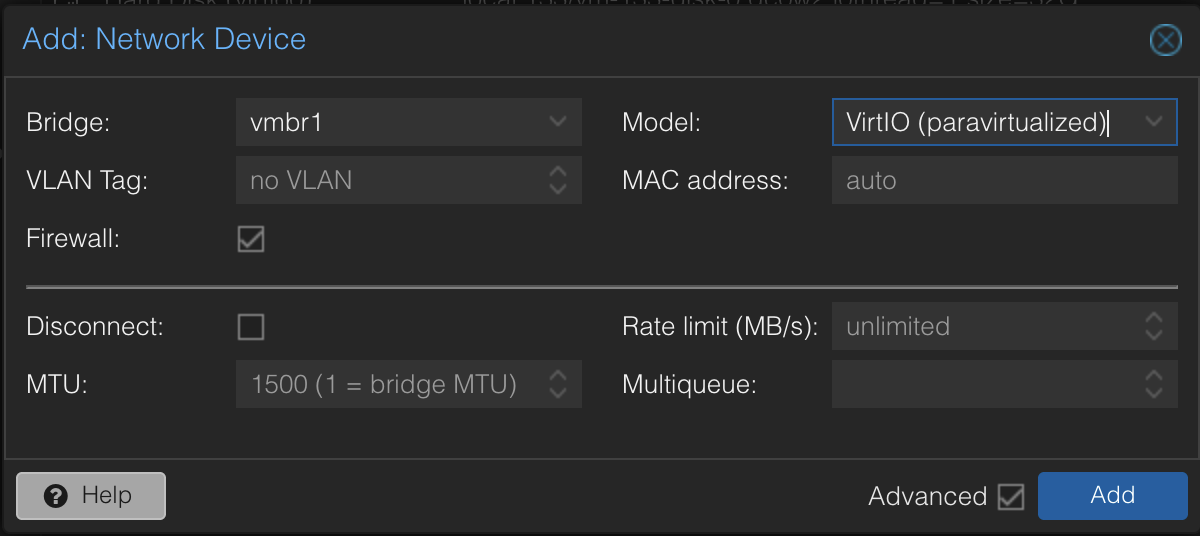 Add: Network Device
Bridge: vmbr1 Model: VirtIO (paravirtualized)
VLAN Tag: no VLAN MAC address: auto
Firewall:
Disconnect: Rate limit (MB/s): unlimited
MTU: 1500 (1 = bridge MTU) Multiqueue:
Help Advanced Add